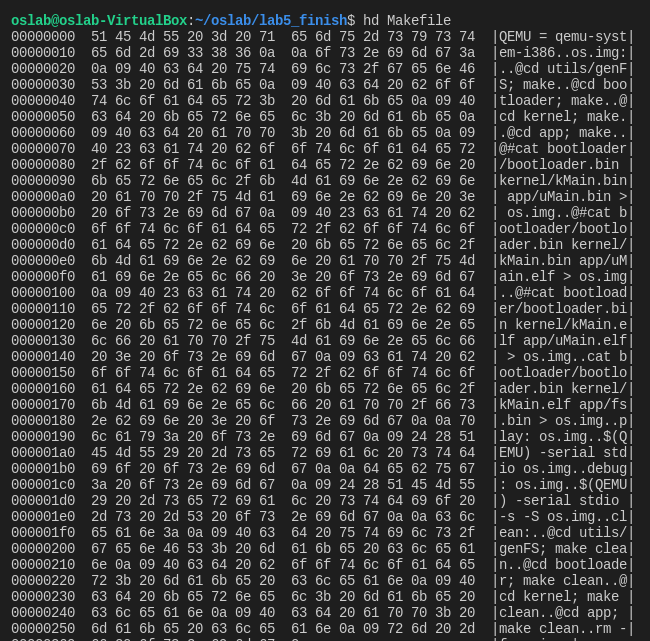 oslab@oslab-VirtualBox:~/oslab/lab5_finish$ hd Makefile
00000000  51 45 4d 55 20 3d 20 71  65 6d 75 2d 73 79 73 74  |QEMU = qemu-syst|
00000010  65 6d 2d 69 33 38 36 0a  0a 6f 73 2e 69 6d 67 3a  |em-i386..os.img:|
00000020  0a 09 40 63 64 20 75 74  69 6c 73 2f 67 65 6e 46  |..@cd utils/genF|
00000030  53 3b 20 6d 61 6b 65 0a  09 40 63 64 20 62 6f 6f  |S; make..@cd boo|
00000040  74 6c 6f 61 64 65 72 3b  20 6d 61 6b 65 0a 09 40  |tloader; make..@|
00000050  63 64 20 6b 65 72 6e 65  6c 3b 20 6d 61 6b 65 0a  |cd kernel; make.|
00000060  09 40 63 64 20 61 70 70  3b 20 6d 61 6b 65 0a 09  |.@cd app; make..|
00000070  40 23 63 61 74 20 62 6f  6f 74 6c 6f 61 64 65 72  |@#cat bootloader|
00000080  2f 62 6f 6f 74 6c 6f 61  64 65 72 2e 62 69 6e 20  |/bootloader.bin |
00000090  6b 65 72 6e 65 6c 2f 6b  4d 61 69 6e 2e 62 69 6e  |kernel/kMain.bin|
000000a0  20 61 70 70 2f 75 4d 61  69 6e 2e 62 69 6e 20 3e  | app/uMain.bin >|
000000b0  20 6f 73 2e 69 6d 67 0a  09 40 23 63 61 74 20 62  | os.img..@#cat b|
000000c0  6f 6f 74 6c 6f 61 64 65  72 2f 62 6f 6f 74 6c 6f  |ootloader/bootlo|
000000d0  61 64 65 72 2e 62 69 6e  20 6b 65 72 6e 65 6c 2f  |ader.bin kernel/|
000000e0  6b 4d 61 69 6e 2e 62 69  6e 20 61 70 70 2f 75 4d  |kMain.bin app/uM|
000000f0  61 69 6e 2e 65 6c 66 20  3e 20 6f 73 2e 69 6d 67  |ain.elf > os.img|
00000100  0a 09 40 23 63 61 74 20  62 6f 6f 74 6c 6f 61 64  |..@#cat bootload|
00000110  65 72 2f 62 6f 6f 74 6c  6f 61 64 65 72 2e 62 69  |er/bootloader.bi|
00000120  6e 20 6b 65 72 6e 65 6c  2f 6b 4d 61 69 6e 2e 65  |n kernel/kMain.e|
00000130  6c 66 20 61 70 70 2f 75  4d 61 69 6e 2e 65 6c 66  |lf app/uMain.elf|
00000140  20 3e 20 6f 73 2e 69 6d  67 0a 09 63 61 74 20 62  | > os.img..cat b|
00000150  6f 6f 74 6c 6f 61 64 65  72 2f 62 6f 6f 74 6c 6f  |ootloader/bootlo|
00000160  61 64 65 72 2e 62 69 6e  20 6b 65 72 6e 65 6c 2f  |ader.bin kernel/|
00000170  6b 4d 61 69 6e 2e 65 6c  66 20 61 70 70 2f 66 73  |kMain.elf app/fs|
00000180  2e 62 69 6e 20 3e 20 6f  73 2e 69 6d 67 0a 0a 70  |.bin > os.img..p|
00000190  6c 61 79 3a 20 6f 73 2e  69 6d 67 0a 09 24 28 51  |lay: os.img..$(Q|
000001a0  45 4d 55 29 20 2d 73 65  72 69 61 6c 20 73 74 64  |EMU) -serial std|
000001b0  69 6f 20 6f 73 2e 69 6d  67 0a 0a 64 65 62 75 67  |io os.img..debug|
000001c0  3a 20 6f 73 2e 69 6d 67  0a 09 24 28 51 45 4d 55  |: os.img..$(QEMU|
000001d0  29 20 2d 73 65 72 69 61  6c 20 73 74 64 69 6f 20  |) -serial stdio |
000001e0  2d 73 20 2d 53 20 6f 73  2e 69 6d 67 0a 0a 63 6c  |-s -S os.img..cl|
000001f0  65 61 6e 3a 0a 09 40 63  64 20 75 74 69 6c 73 2f  |ean:..@cd utils/|
00000200  67 65 6e 46 53 3b 20 6d  61 6b 65 20 63 6c 65 61  |genFS; make clea|
00000210  6e 0a 09 40 63 64 20 62  6f 6f 74 6c 6f 61 64 65  |n..@cd bootloade|
00000220  72 3b 20 6d 61 6b 65 20  63 6c 65 61 6e 0a 09 40  |r; make clean..@|
00000230  63 64 20 6b 65 72 6e 65  6c 3b 20 6d 61 6b 65 20  |cd kernel; make |
00000240  63 6c 65 61 6e 0a 09 40  63 64 20 61 70 70 3b 20  |clean..@cd app; |
00000250  6d 61 6b 65 20 63 6c 65  61 6e 0a 09 72 6d 20 2d  |make clean..rm -|